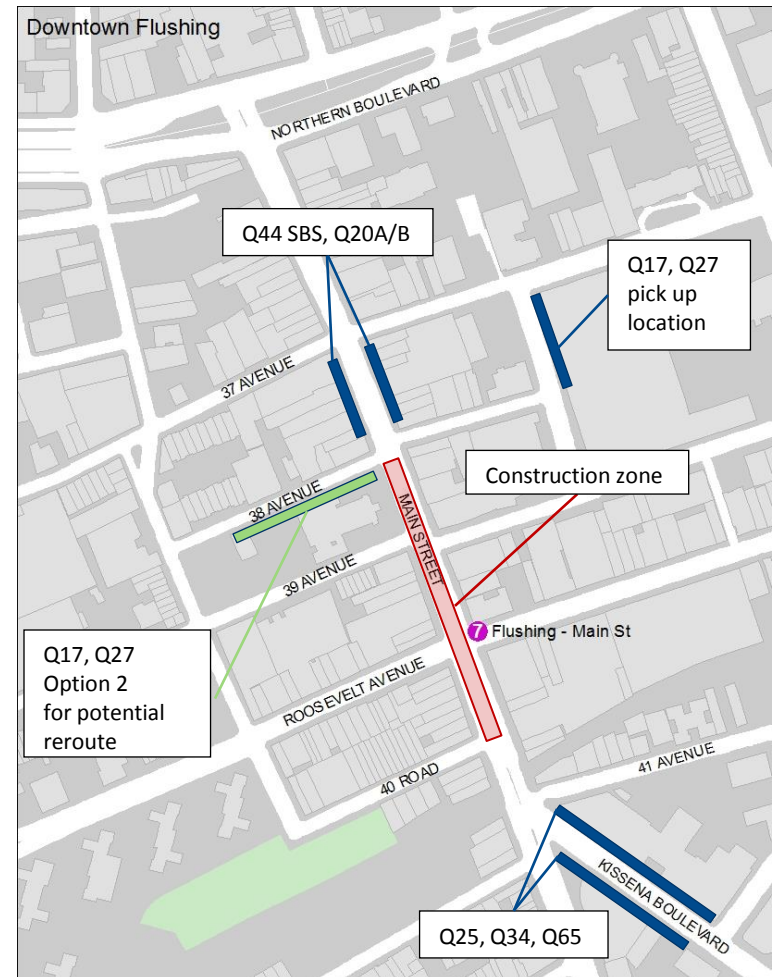 Downtown Flushing
NORTHERN BOULEVARD
Q44 SBS, Q20A/B
Q17, Q27
pick up
location
37 AVENUE
Construction zone
38 AVENUE
MAIN STREET
39 AVENUE
7 Flushing - Main St
Q17, Q27
Option 2
for potential
reroute
ROOSEVELT AVENUE
40 ROAD
41 AVENUE
KISSENA BOULEVARD
Q25, Q34, Q65